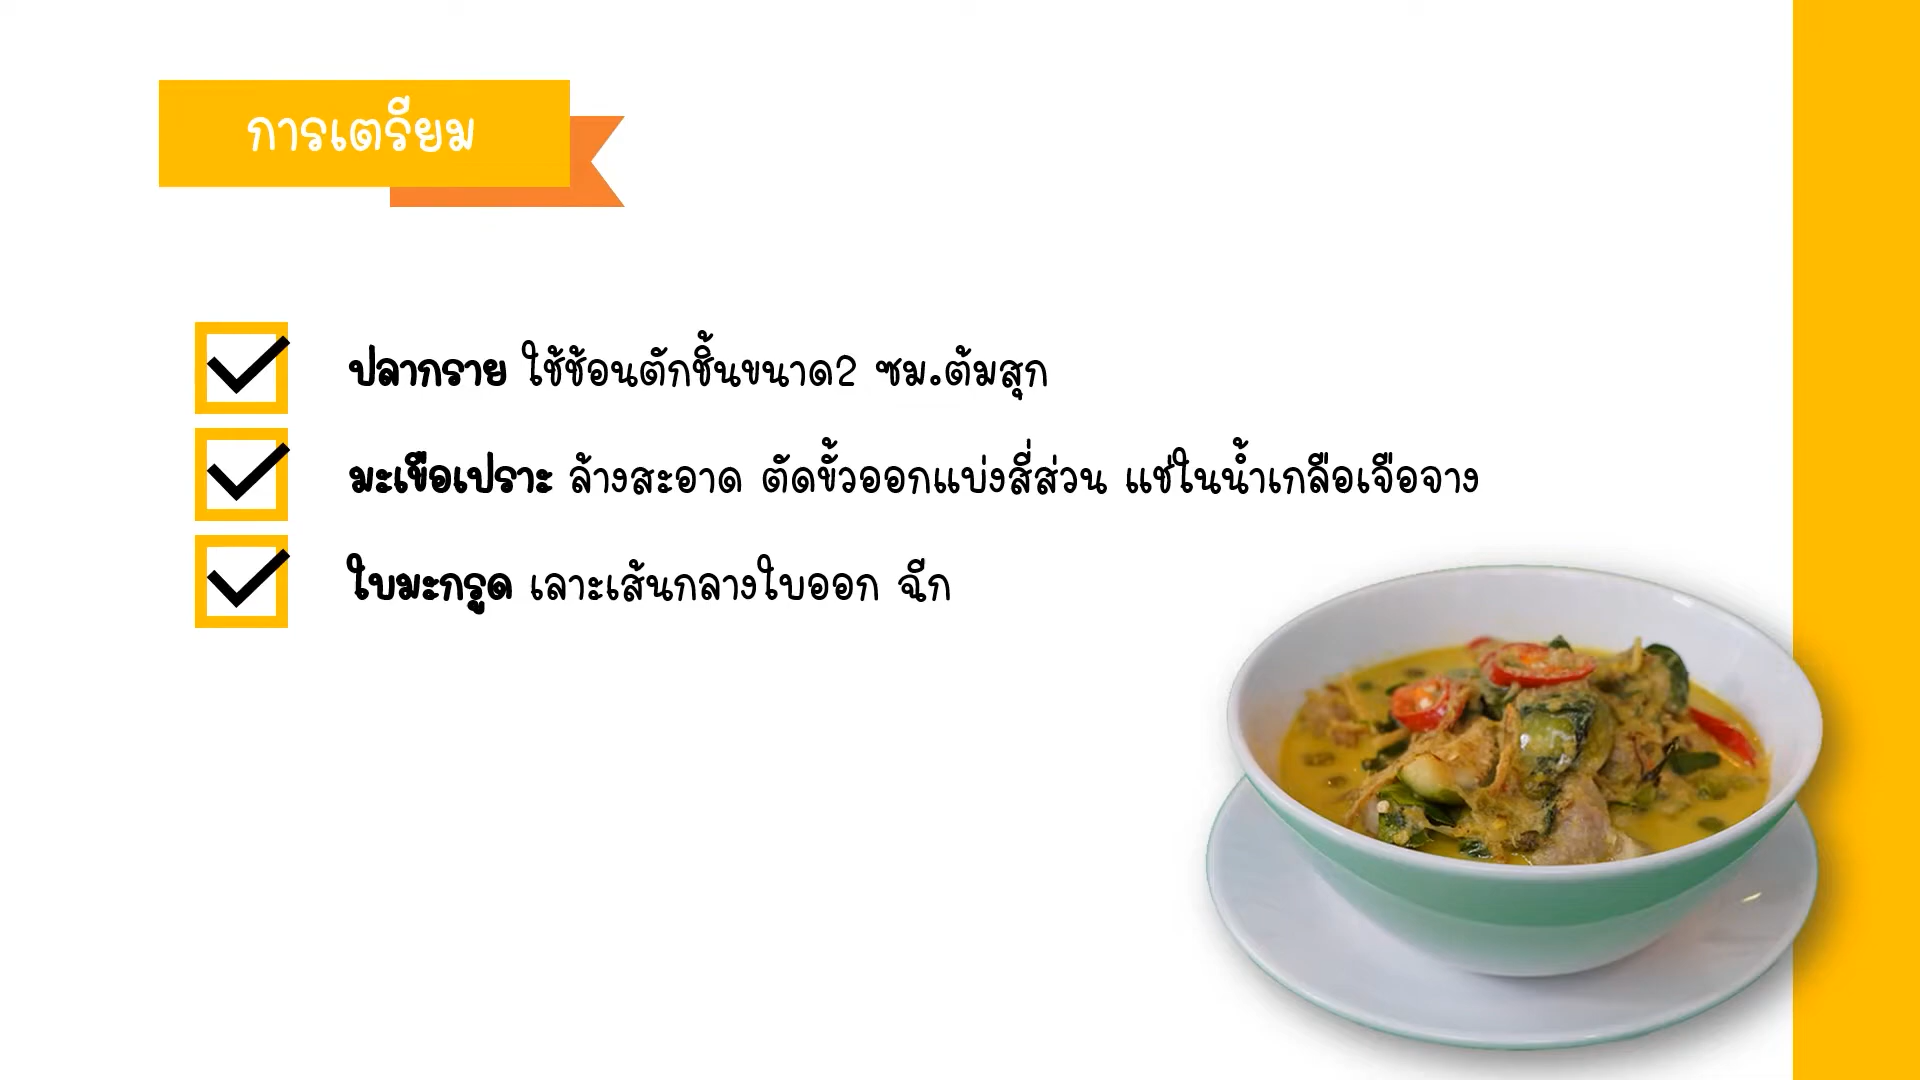 การเตรียม
ปลากราย ใช้ช้อนตักชิ้นขนาด2 ซม.ต้มสุก
มะเขือเปราะ ล้างสะอาด ตัดขั้วออกแบ่งสี่ส่วน แช่ในน้ำเกลือเจือจาง
ใบมะกรูด เลาะเส้นกลางใบออก ฉีก